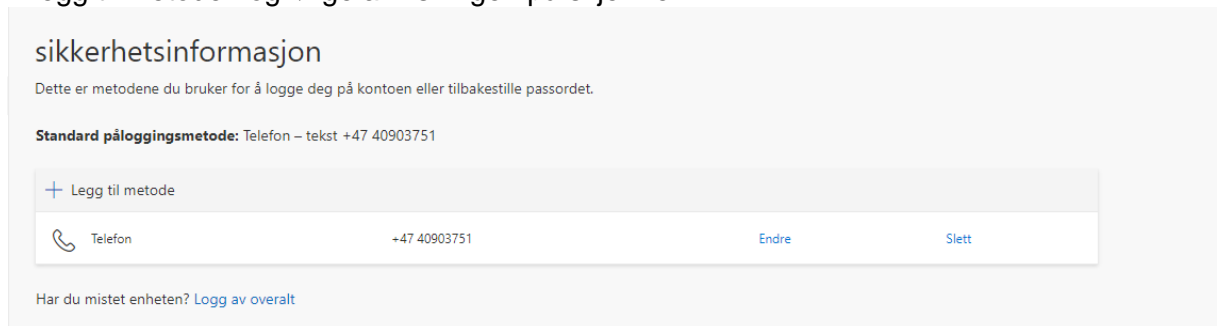 sikkerhetsinformasjon
Dette er metodene du bruker for å logge deg på kontoen eller tilbakestille passordet.
Standard påloggingsmetode: Telefon – tekst +47 40903751
+ Legg til metode
Telefon +47 40903751 Endre Slett
Har du mistet enheten? Logg av overalt